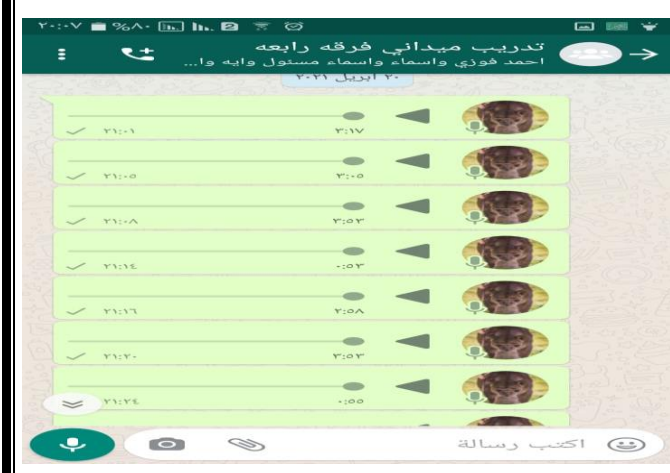 ٢٠:٠٧ ٨٠%
تدريب ميداني فرقه رابعه
احمد فوزي واسماء واسماء مسئول وايه وا...
٢٠ ابريل ٢٠٢١
٣:١٧ ٢١:٠١
٣:٠٥ ٢١:٠٥
٣:٥٣ ٢١:٠٨
٠:٥٣ ٢١:١٤
٢:٥٨ ٢١:١٦
٣:٥٣ ٢١:٢٠
٠:٥٥ ٢١:٢٤
اكتب رسالة